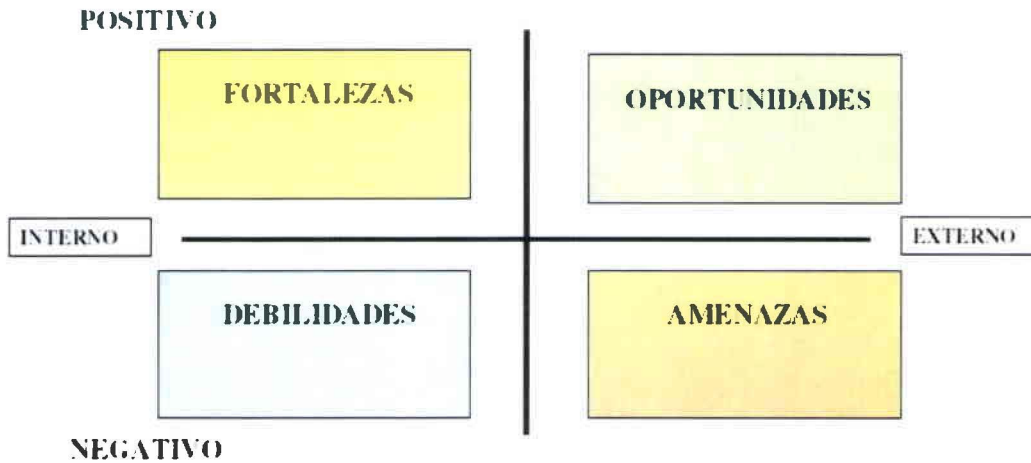 POSITIVO
FORTALEZAS
OPORTUNIDADES
INTERNO
EXTERNO
DEBILIDADES
AMENAZAS
NEGATIVO